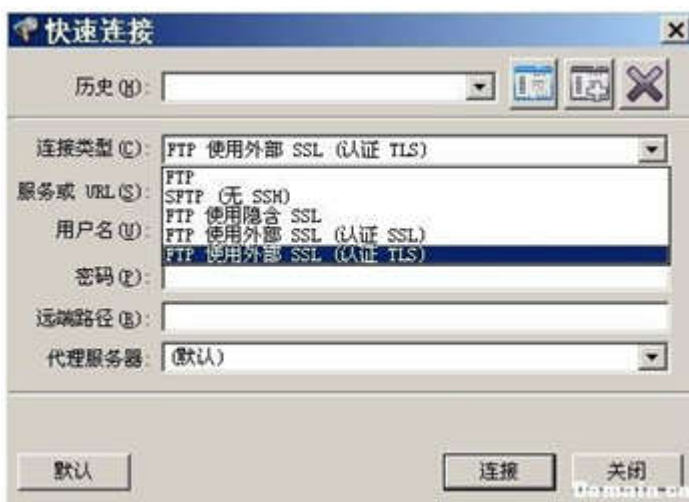 快速连接
历史(H):
连接类型(C): FTP 使用外部 SSL (认证 TLS)
服务或 URL(S):
FTP
SFTP (无 SSH)
FTP 使用隐含 SSL
用户名(U):
FTP 使用外部 SSL (认证 SSL)
FTP 使用外部 SSL (认证 TLS)
密码(P):
远端路径(R):
代理服务器: (默认)
默认
连接
关闭
Domain.cn